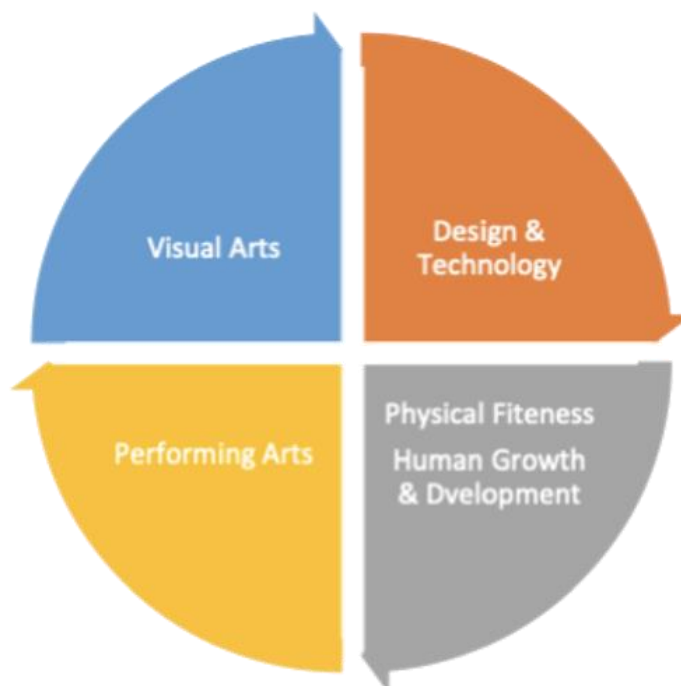 Visual Arts
Design &
Technology
Performing Arts
Physical Fiteness
Human Growth
& Dvelopment